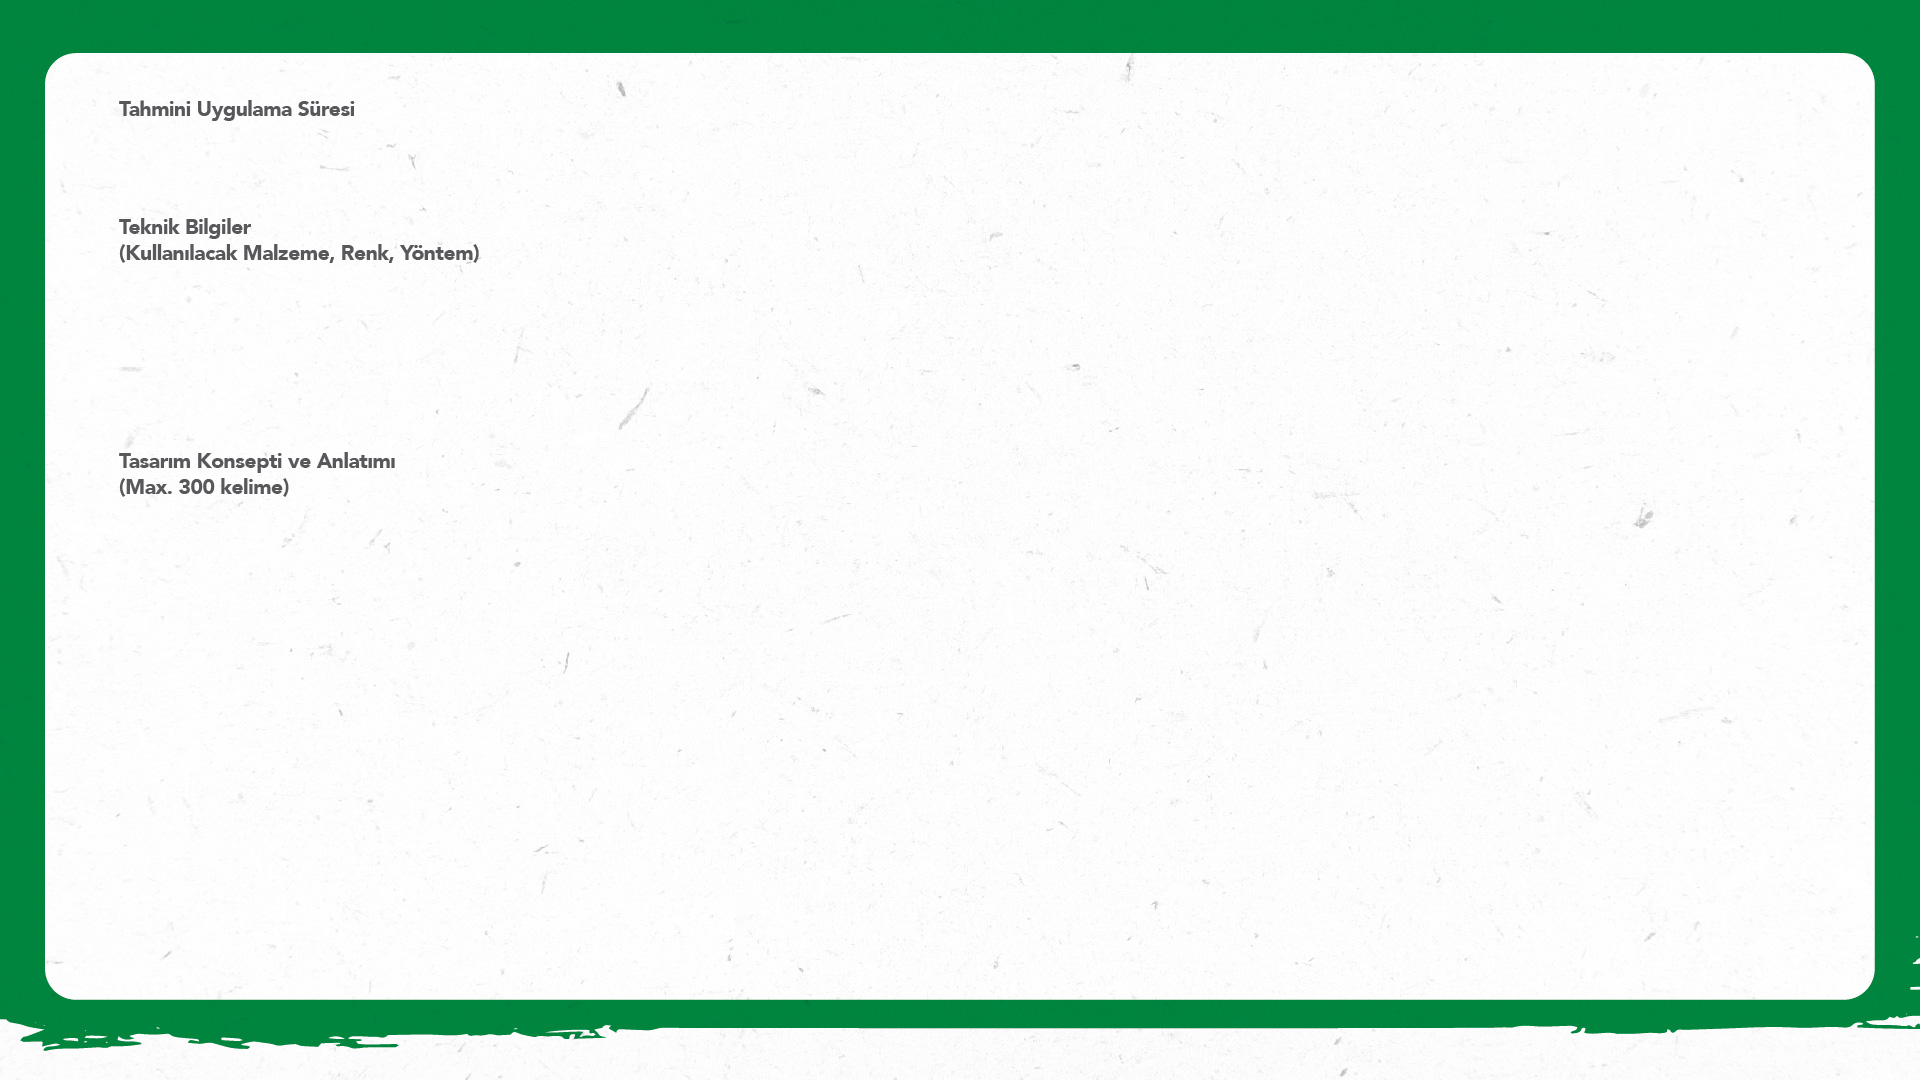 Tahmini Uygulama Süresi
Teknik Bilgiler
(Kullanılacak Malzeme, Renk, Yöntem)
Tasarım Konsepti ve Anlatımı
(Max. 300 kelime)